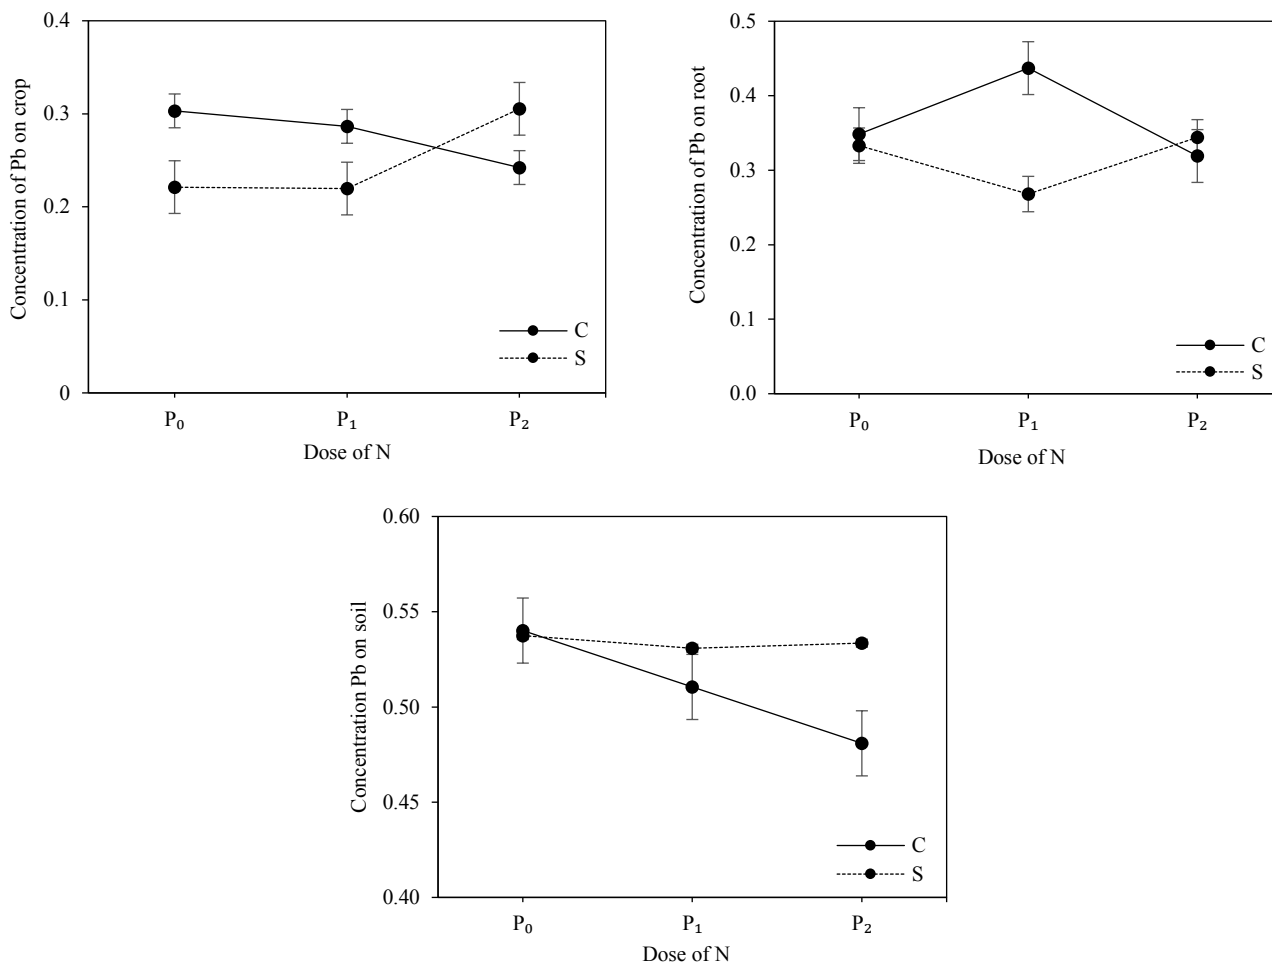 Concentration of Pb on crop
0.4
0.3
0.2
0.1
0
P₀ P₁ P₂
Dose of N
C
S
Concentration of Pb on root
0.5
0.4
0.3
0.2
0.1
0.0
P₀ P₁ P₂
Dose of N
C
S
Concentration Pb on soil
0.60
0.55
0.50
0.45
0.40
P₀ P₁ P₂
Dose of N
C
S